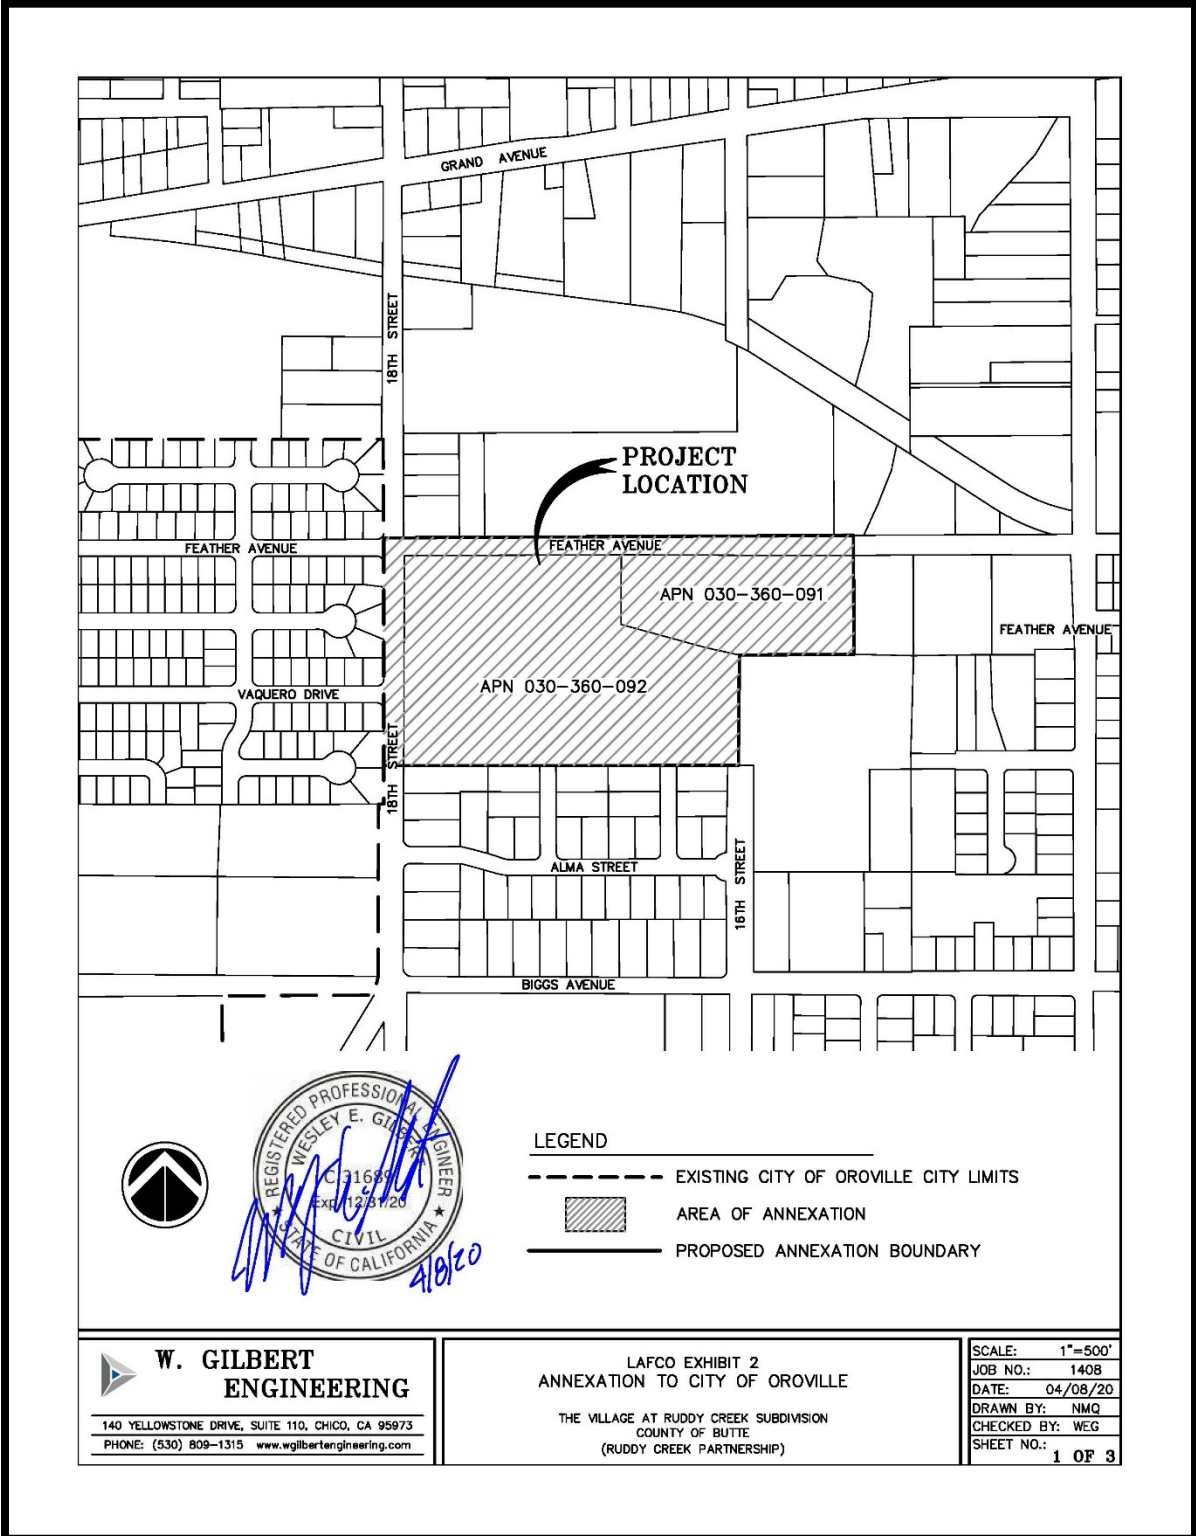 GRAND AVENUE
18TH STREET
PROJECT
LOCATION
FEATHER AVENUE
FEATHER AVENUE
APN 030-360-091
FEATHER AVENUE
APN 030-360-092
VAQUERO DRIVE
18TH STREET
ALMA STREET
16TH STREET
BIGGS AVENUE
REGISTERED PROFESSIONAL ENGINEER
WESLEY E. GILBERT
C 31689
Exp. 12/31/20
CIVIL
STATE OF CALIFORNIA
4/8/20
LEGEND
EXISTING CITY OF OROVILLE CITY LIMITS
AREA OF ANNEXATION
PROPOSED ANNEXATION BOUNDARY
W. GILBERT
ENGINEERING
140 YELLOWSTONE DRIVE, SUITE 110, CHICO, CA 95973
PHONE: (530) 809-1315 www.wgilbertengineering.com
LAFCO EXHIBIT 2
ANNEXATION TO CITY OF OROVILLE
THE VILLAGE AT RUDDY CREEK SUBDIVISION
COUNTY OF BUTTE
(RUDDY CREEK PARTNERSHIP)
SCALE: 1"=500'
JOB NO.: 1408
DATE: 04/08/20
DRAWN BY: NMQ
CHECKED BY: WEG
SHEET NO.:
1 OF 3